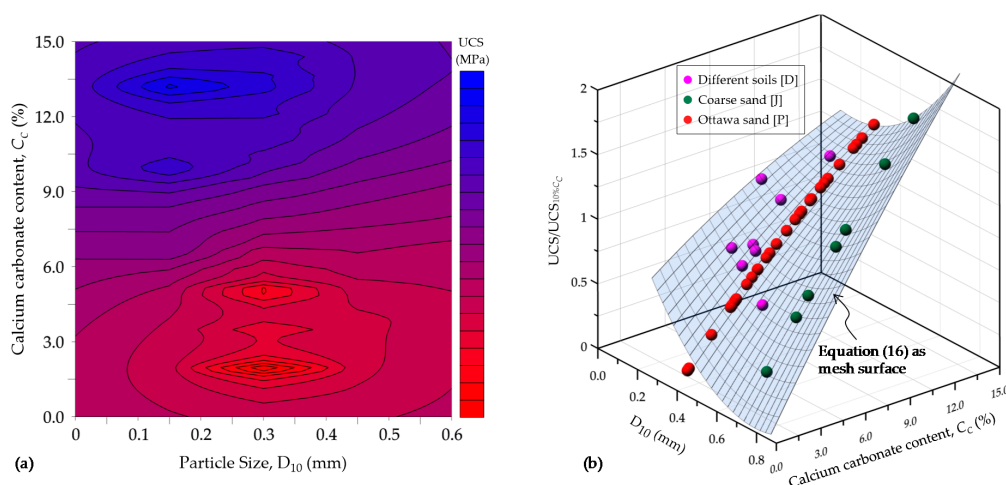 UCS
(MPa)
15.0
12.0
9.0
6.0
3.0
0.0
Calcium carbonate content, C_C (%)
0 0.1 0.2 0.3 0.4 0.5 0.6
Particle Size, D₁₀ (mm)
0
(a)
Different soils [D]
Coarse sand [J]
Ottawa sand [P]
2
1.5
1
0.5
0
UCS/UCS₁₀%C_C
0.0 0.2 0.4 0.6 0.8
D₁₀ (mm)
0.0 3.0 6.0 9.0 12.0 15.0
Calcium carbonate content, C_C (%)
Equation (16) as
mesh surface
(b)